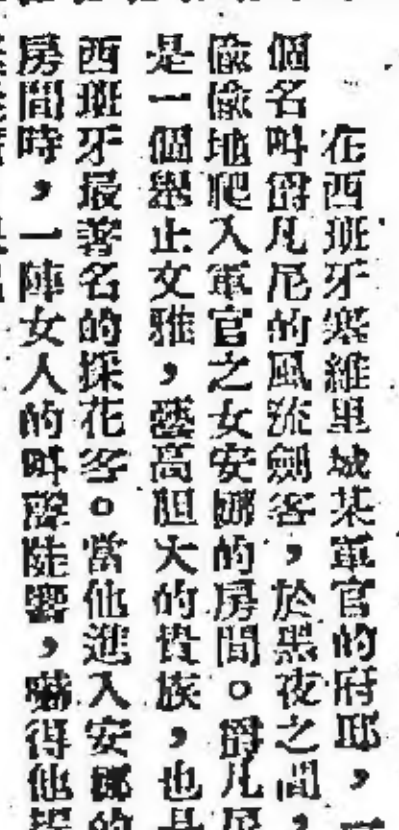 在西班牙塞維里城某軍官的府邸，
個名叫爵凡尼的風流劍客，於黑夜之間，
偷偷地爬入軍官之女安娜的房間。爵凡尼
是一個舉止文雅，藝高胆大的貴族，也是
西班牙最著名的採花客。當他進入安娜的
房間時，一陣女人的叫聲陡響，嚇得他